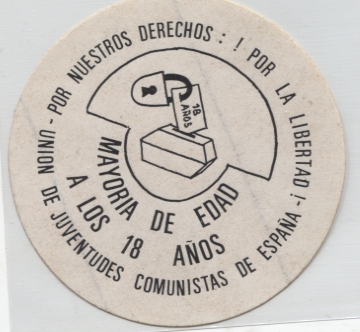 - POR NUESTROS DERECHOS : ! POR LA LIBERTAD ! -
UNION DE JUVENTUDES COMUNISTAS DE ESPAÑA
18
AÑOS
MAYORIA DE EDAD
A LOS 18 AÑOS